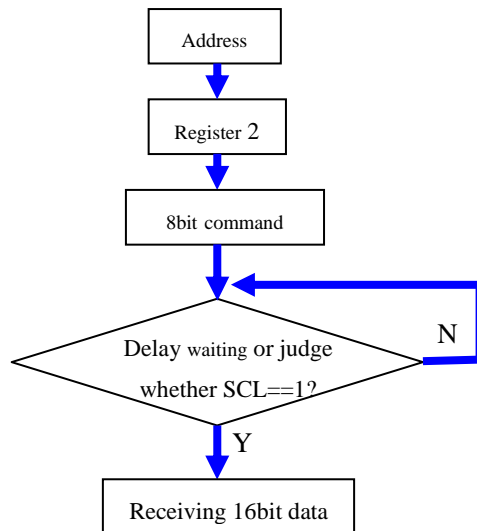 Address
Register 2
8bit command
Delay waiting or judge
whether SCL==1?
N
Y
Receiving 16bit data